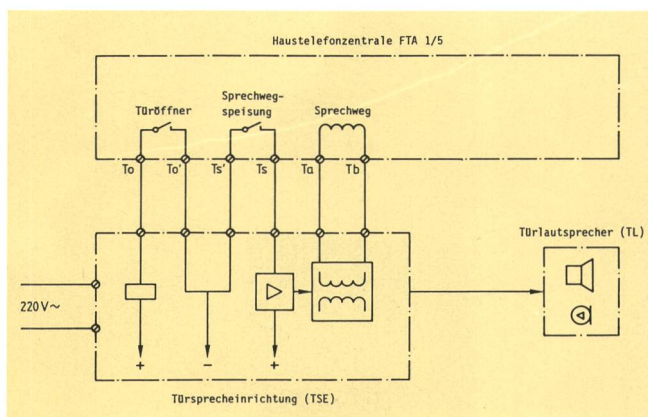 Haustelefonzentrale FTA 1/5
Türöffner
Sprechweg-
speisung
Sprechweg
To To' Ts' Ts Ta Tb
Türlautsprecher (TL)
220V~
+ - +
Türsprecheinrichtung (TSE)